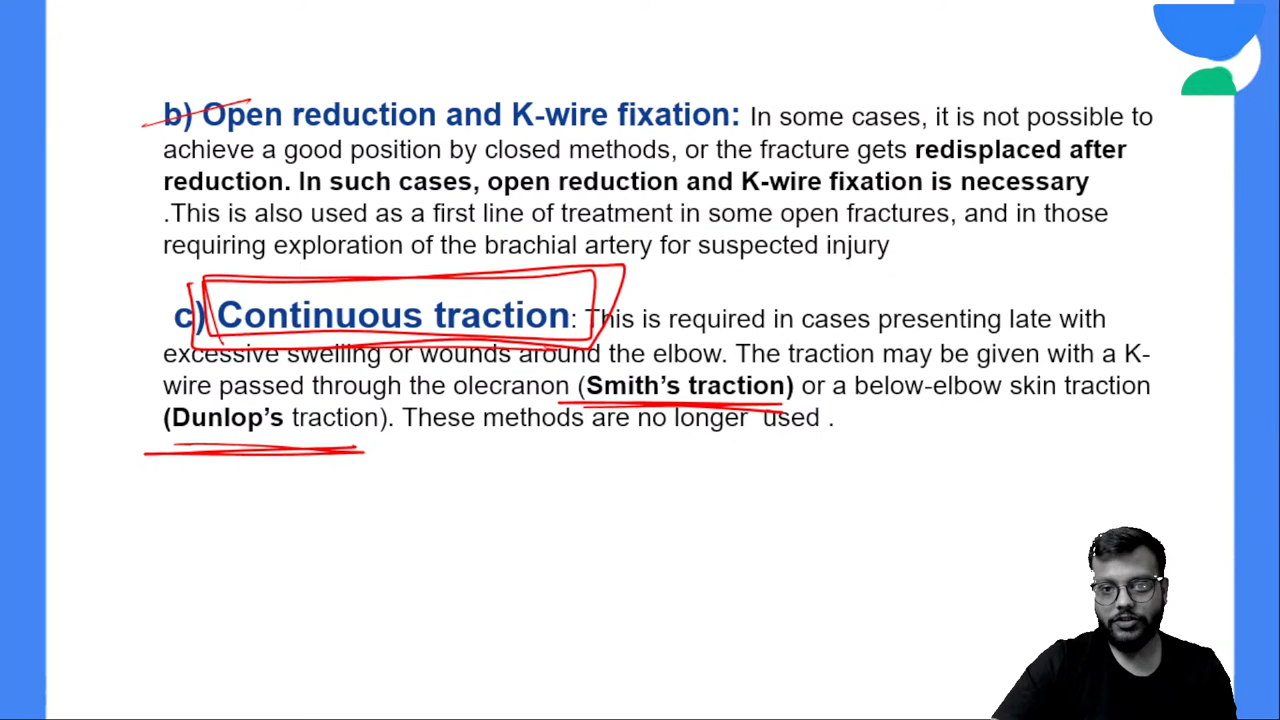 b) Open reduction and K-wire fixation: In some cases, it is not possible to
achieve a good position by closed methods, or the fracture gets redisplaced after
reduction. In such cases, open reduction and K-wire fixation is necessary
.This is also used as a first line of treatment in some open fractures, and in those
requiring exploration of the brachial artery for suspected injury
c) Continuous traction: This is required in cases presenting late with
excessive swelling or wounds around the elbow. The traction may be given with a K-
wire passed through the olecranon (Smith’s traction) or a below-elbow skin traction
(Dunlop’s traction). These methods are no longer used .